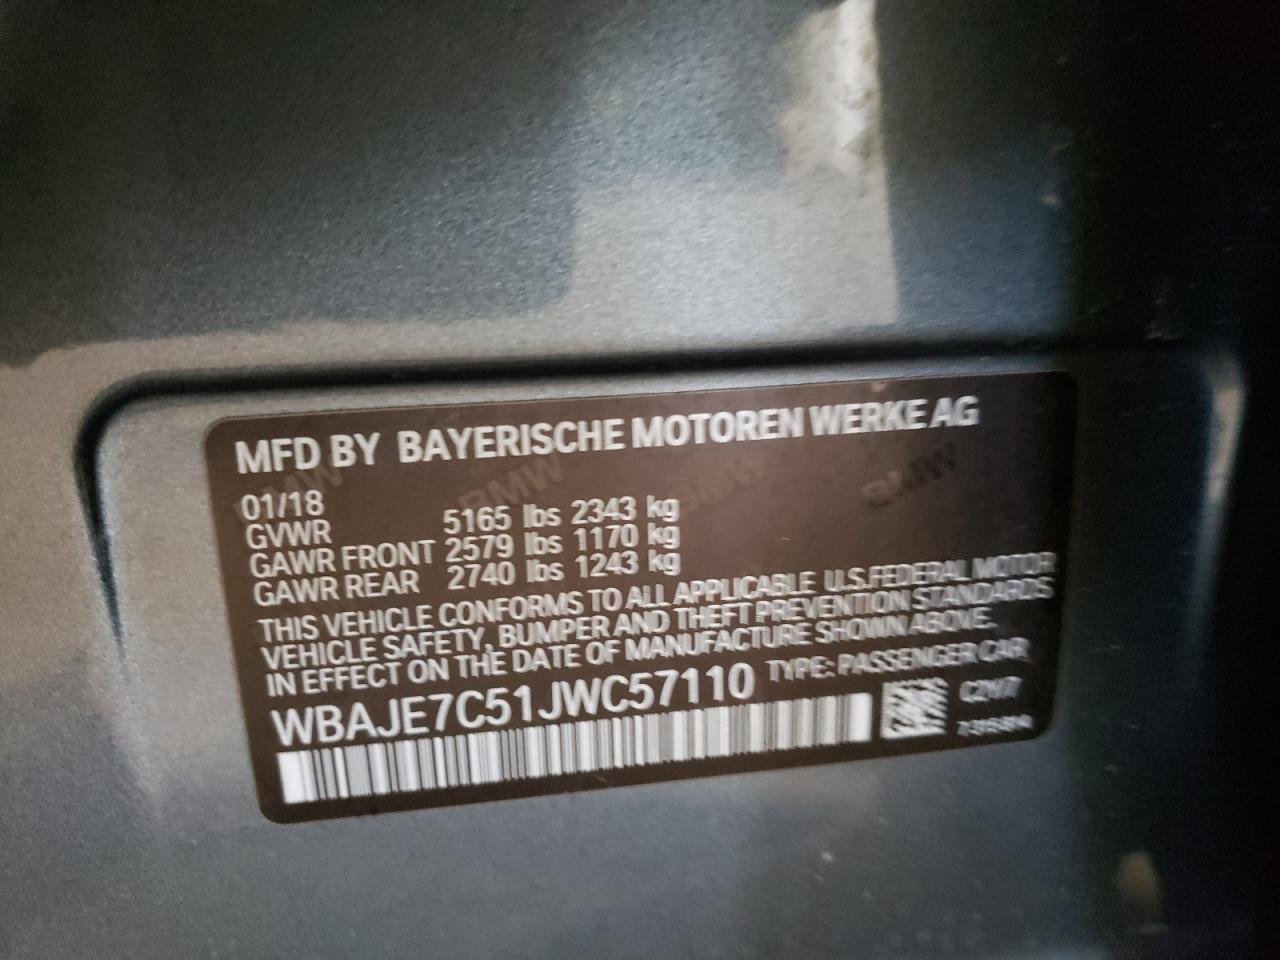 MFD BY BAYERISCHE MOTOREN WERKE AG
01/18
GVWR 5165 lbs 2343 kg
GAWR FRONT 2579 lbs 1170 kg
GAWR REAR 2740 lbs 1243 kg
THIS VEHICLE CONFORMS TO ALL APPLICABLE U.S.FEDERAL MOTOR
VEHICLE SAFETY, BUMPER AND THEFT PREVENTION STANDARDS
IN EFFECT ON THE DATE OF MANUFACTURE SHOWN ABOVE.
WBAJE7C51JWC57110 TYPE: PASSENGER CAR